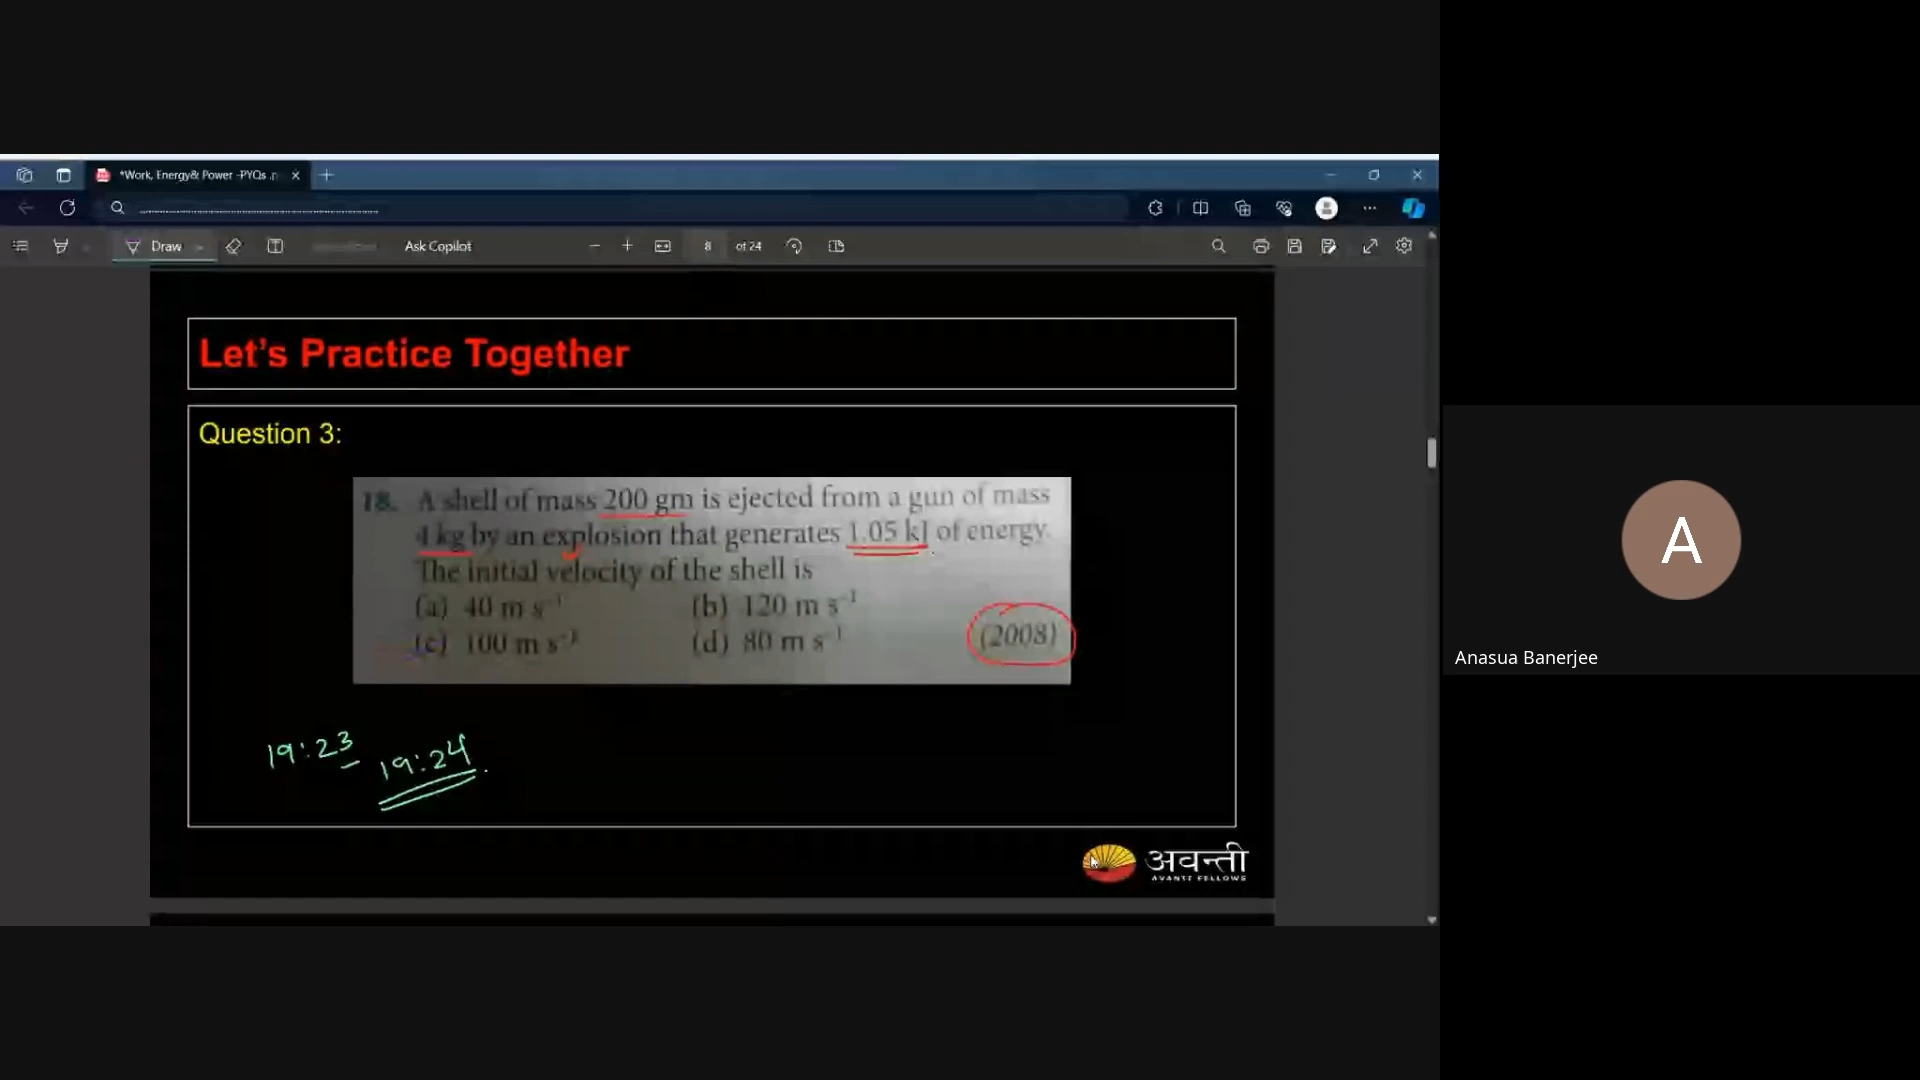 *Work, Energy& Power -PYQs .p
Draw
Ask Copilot
8 of 24
Let's Practice Together
Question 3:
18. A shell of mass 200 gm is ejected from a gun of mass
4 kg by an explosion that generates 1.05 kJ of energy.
The initial velocity of the shell is
(a) 40 m s⁻¹ (b) 120 m s⁻¹
(c) 100 m s⁻¹ (d) 80 m s⁻¹ (2008)
19:23 19:24
अवन्ती
AVANTI FELLOWS
A
Anasua Banerjee